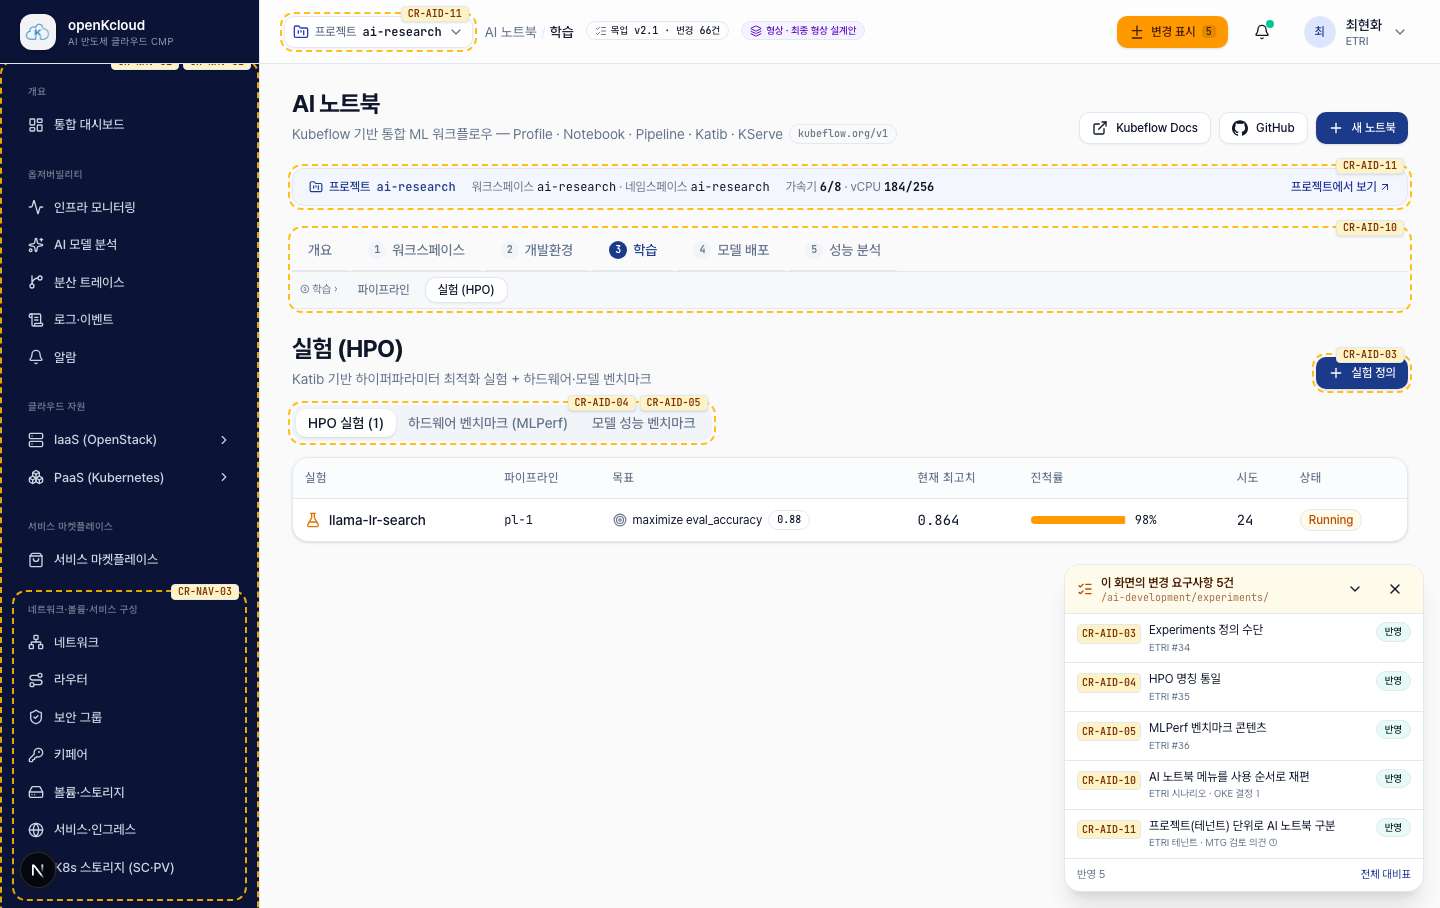 openKcloud
AI 반도체 클라우드 CMP
개요
통합 대시보드
옵저버빌리티
인프라 모니터링
AI 모델 분석
분산 트레이스
로그·이벤트
알람
클라우드 자원
IaaS (OpenStack)
PaaS (Kubernetes)
서비스 마켓플레이스
서비스 마켓플레이스
CR-NAV-03
네트워크·볼륨·서비스 구성
네트워크
라우터
보안 그룹
키페어
볼륨·스토리지
서비스·인그레스
K8s 스토리지 (SC·PV)
N
CR-AID-11
프로젝트 ai-research
AI 노트북 / 학습
목업 v2.1 · 변경 66건
형상 · 최종 형상 설계안
변경 표시 5
최
최현화
ETRI
AI 노트북
Kubeflow 기반 통합 ML 워크플로우 — Profile · Notebook · Pipeline · Katib · KServe kubeflow.org/v1
Kubeflow Docs
GitHub
새 노트북
CR-AID-11
프로젝트 ai-research 워크스페이스 ai-research · 네임스페이스 ai-research 가속기 6/8 · vCPU 184/256
프로젝트에서 보기
CR-AID-10
개요 1 워크스페이스 2 개발환경 3 학습 4 모델 배포 5 성능 분석
③ 학습 › 파이프라인 실험 (HPO)
실험 (HPO)
Katib 기반 하이퍼파라미터 최적화 실험 + 하드웨어·모델 벤치마크
CR-AID-03
실험 정의
CR-AID-04 CR-AID-05
HPO 실험 (1) 하드웨어 벤치마크 (MLPerf) 모델 성능 벤치마크
실험 파이프라인 목표 현재 최고치 진척률 시도 상태
llama-lr-search pl-1 maximize eval_accuracy 0.88 0.864 98% 24 Running
이 화면의 변경 요구사항 5건
/ai-development/experiments/
CR-AID-03 Experiments 정의 수단 반영
ETRI #34
CR-AID-04 HPO 명칭 통일 반영
ETRI #35
CR-AID-05 MLPerf 벤치마크 콘텐츠 반영
ETRI #36
CR-AID-10 AI 노트북 메뉴를 사용 순서로 재편 반영
ETRI 시나리오 · OKE 결정 1
CR-AID-11 프로젝트(테넌트) 단위로 AI 노트북 구분 반영
ETRI 테넌트 · MTG 검토 의견 ①
반영 5
전체 대비표